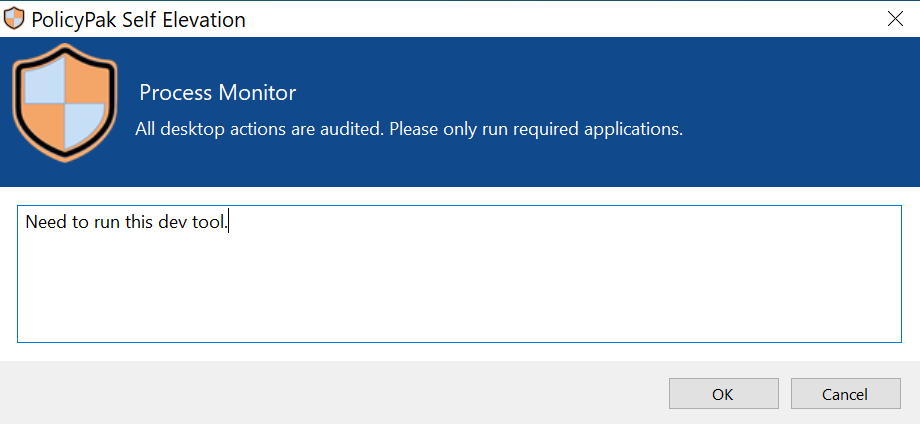 PolicyPak Self Elevation
Process Monitor
All desktop actions are audited. Please only run required applications.
Need to run this dev tool.
OK
Cancel